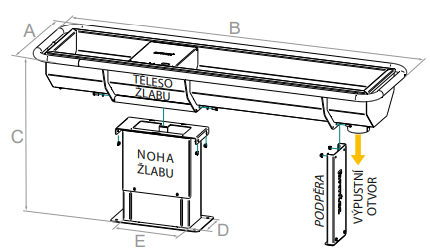 A
B
TĚLESO
ŽLABU
C
NOHA
ŽLABU
PODPĚRA
VÝPUSTNÍ
OTVOR
D
E